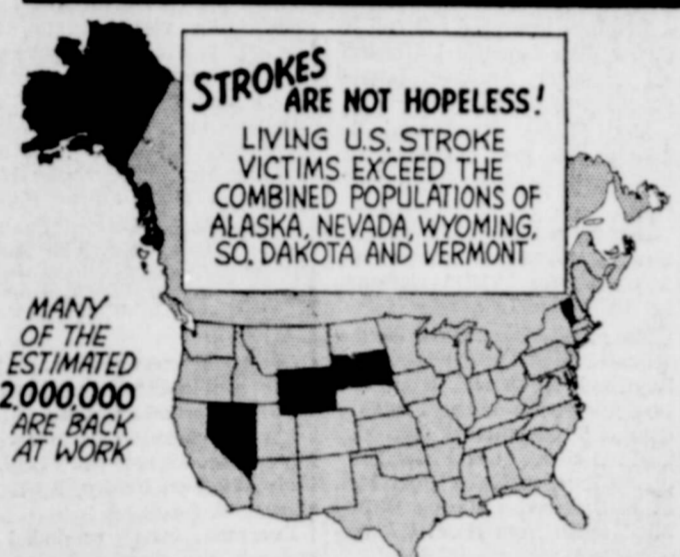 STROKES
ARE NOT HOPELESS!
LIVING U.S. STROKE
VICTIMS EXCEED THE
COMBINED POPULATIONS OF
ALASKA, NEVADA, WYOMING,
SO. DAKOTA AND VERMONT
MANY
OF THE
ESTIMATED
2,000,000
ARE BACK
AT WORK